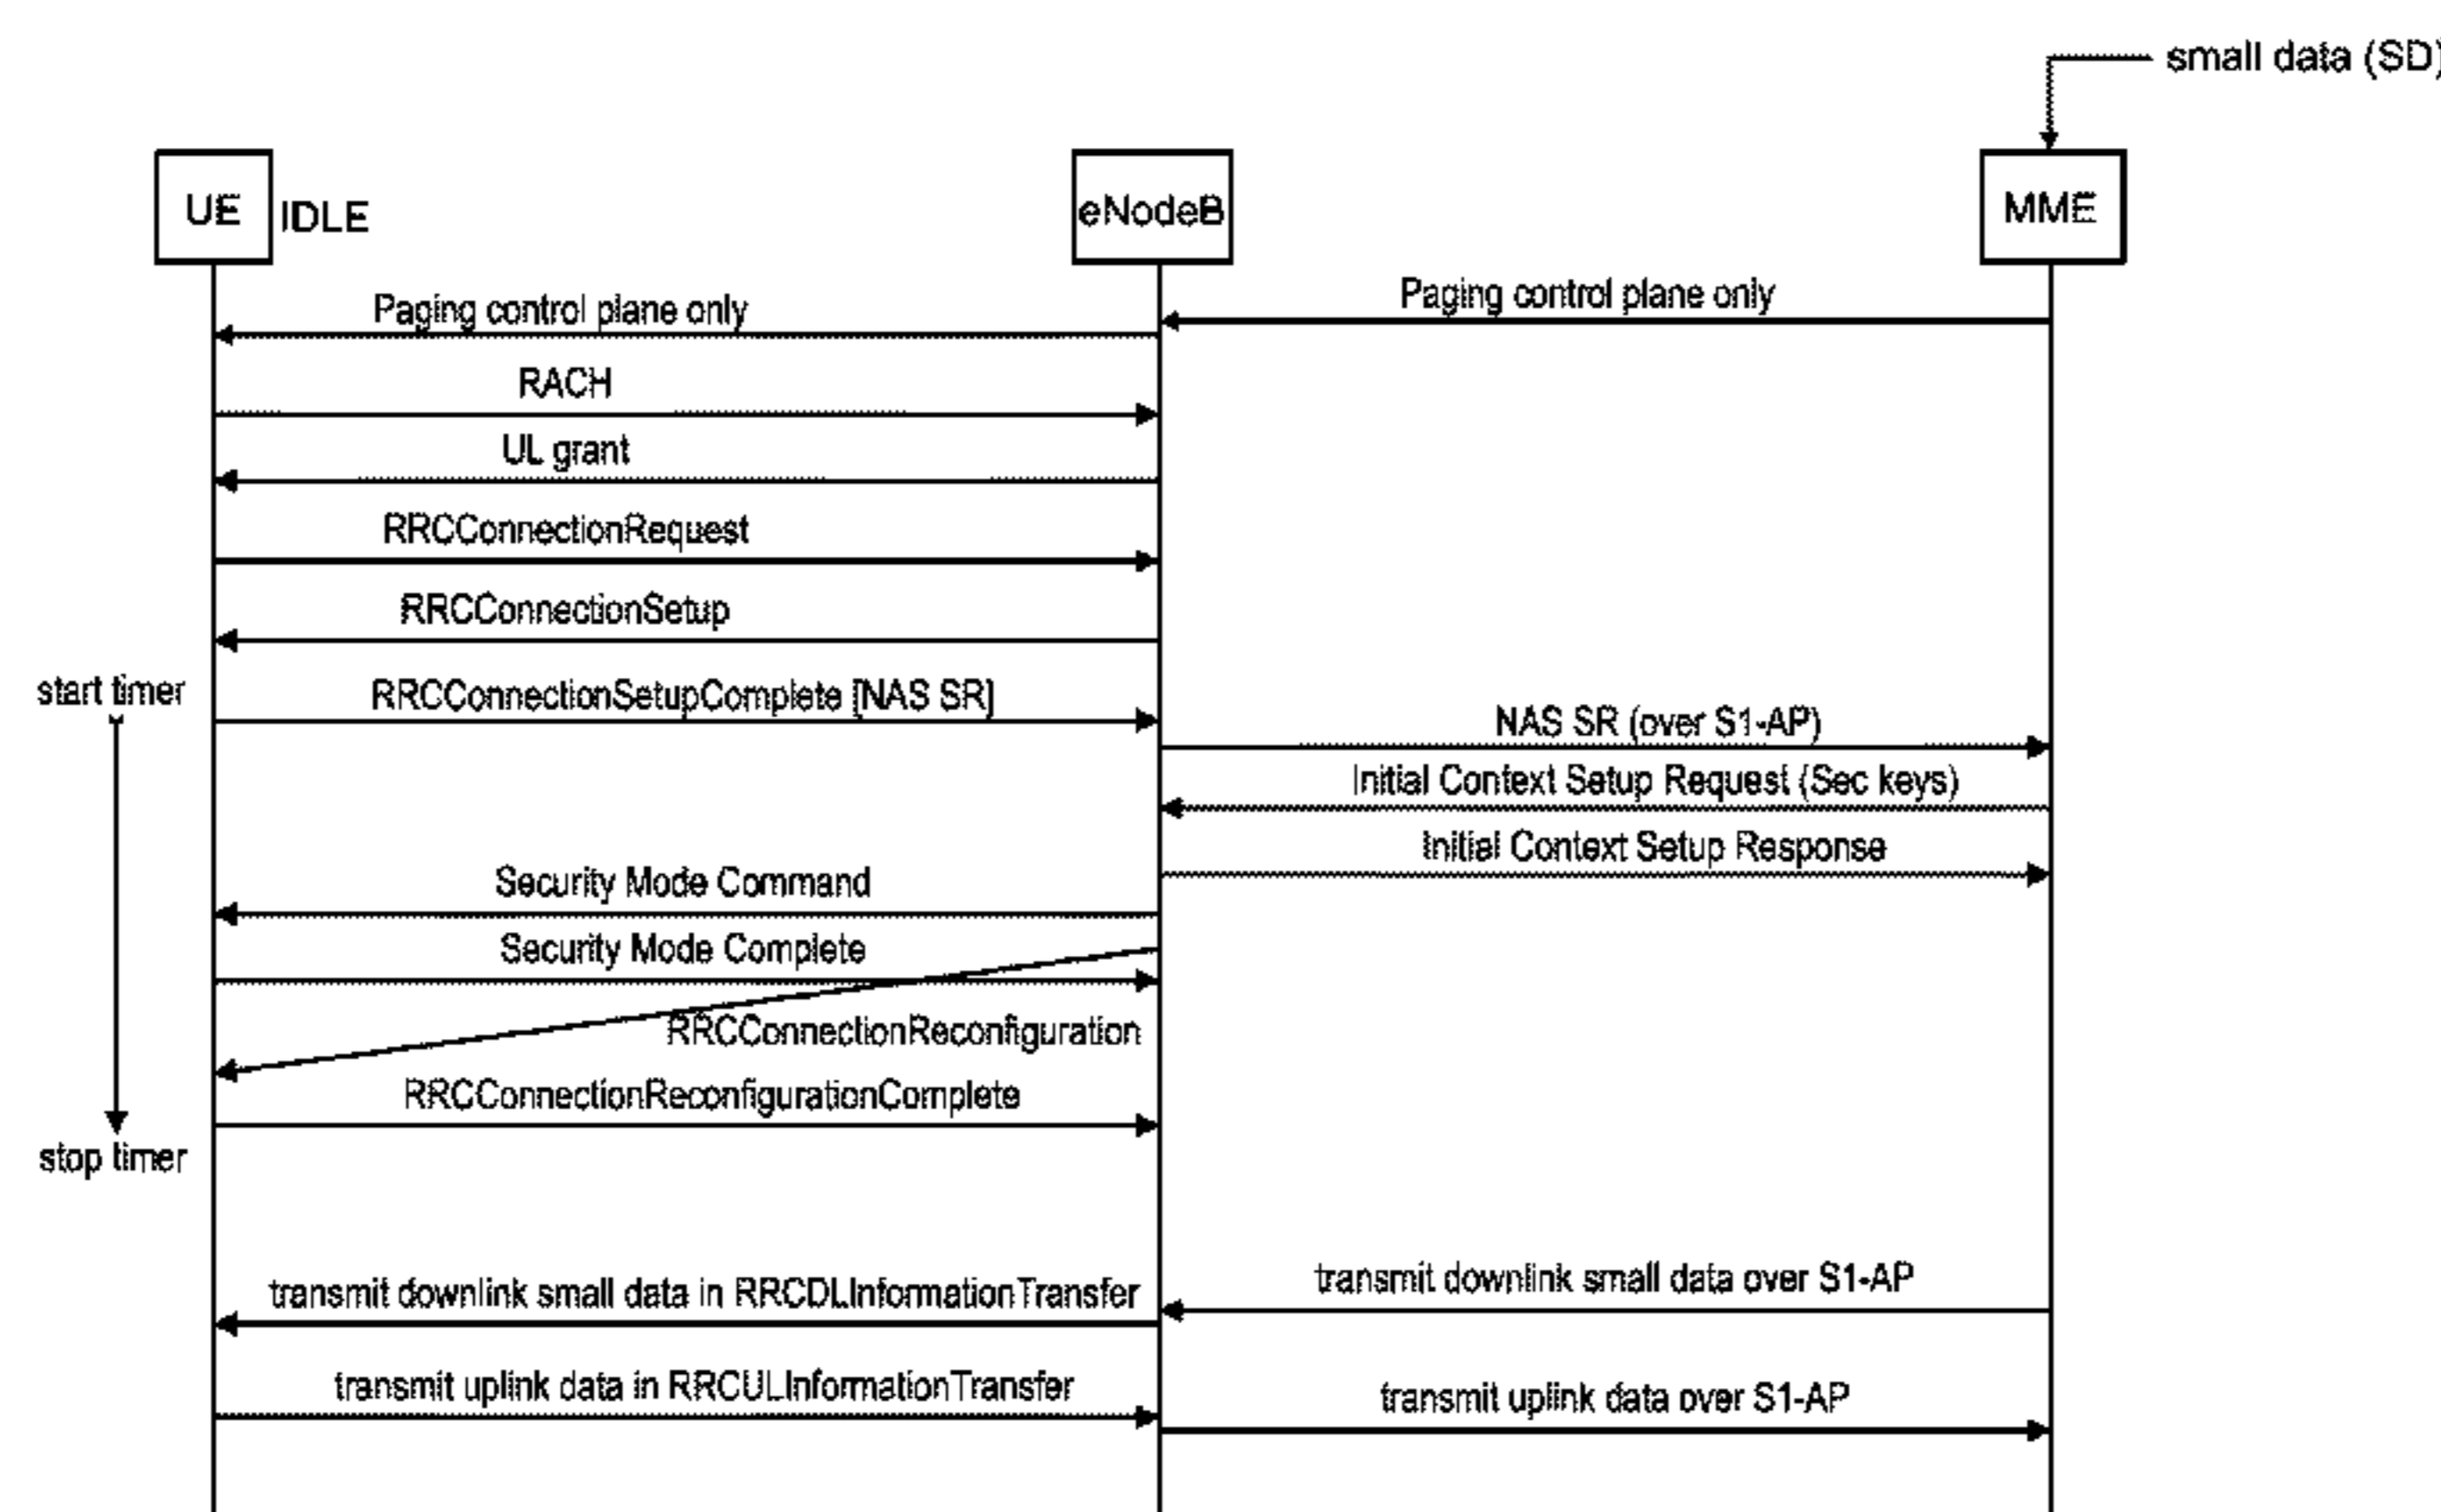 small data (SD)
UE
IDLE
eNodeB
MME
Paging control plane only
Paging control plane only
RACH
UL grant
RRCConnectionRequest
RRCConnectionSetup
start timer
RRCConnectionSetupComplete [NAS SR]
NAS SR (over S1-AP)
Initial Context Setup Request (Sec keys)
Initial Context Setup Response
Security Mode Command
Security Mode Complete
RRCConnectionReconfiguration
RRCConnectionReconfigurationComplete
stop timer
transmit downlink small data over S1-AP
transmit downlink small data in RRCDLInformationTransfer
transmit uplink data in RRCULInformationTransfer
transmit uplink data over S1-AP